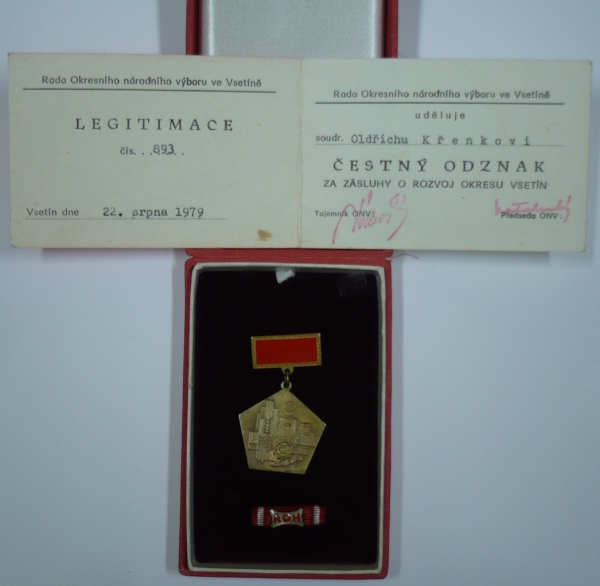 Rada Okresního národního výboru ve Vsetíně
LEGITIMACE
čís. . .893. .
Vsetín dne 22. srpna 1979
Rada Okresního národního výboru ve Vsetíně
uděluje
soudr. Oldřichu Křenkovi
ČESTNÝ ODZNAK
ZA ZÁSLUHY O ROZVOJ OKRESU VSETÍN
Tajemník ONV: Předseda ONV:
ROH